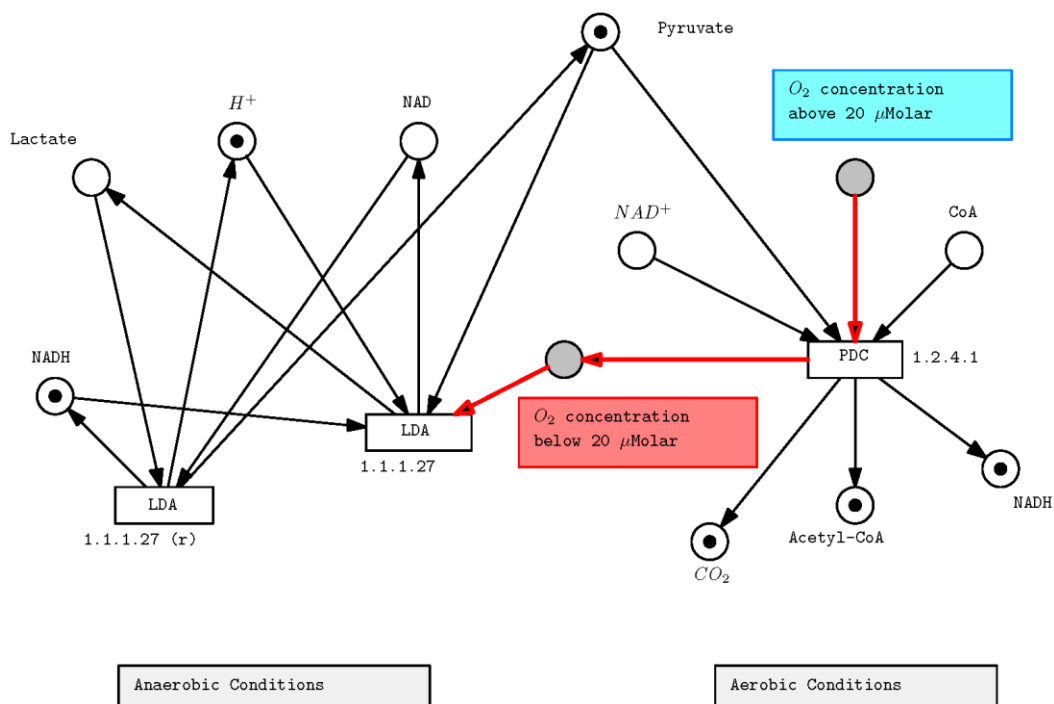 Pyruvate
O₂ concentration
above 20 μMolar
H⁺
NAD
Lactate
NAD⁺
CoA
NADH
PDC
1.2.4.1
O₂ concentration
below 20 μMolar
LDA
1.1.1.27
LDA
1.1.1.27 (r)
NADH
Acetyl-CoA
CO₂
Anaerobic Conditions
Aerobic Conditions